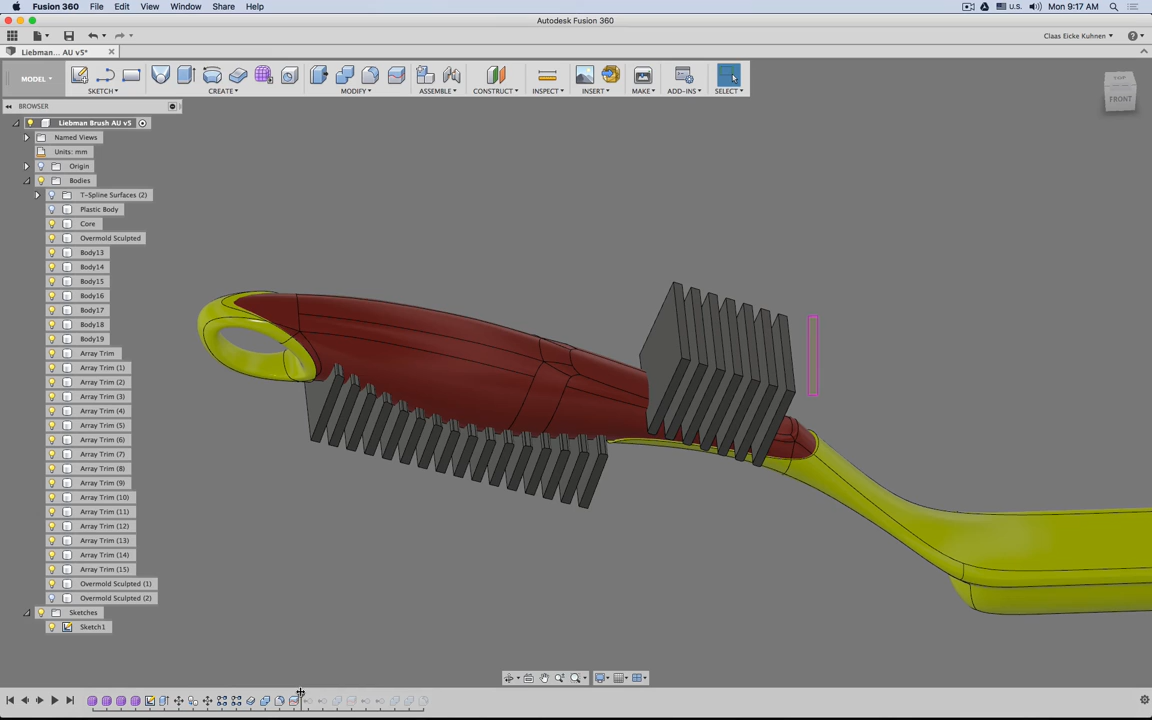 Fusion 360 File Edit View Window Share Help U.S. Mon 9:17 AM
Autodesk Fusion 360
Claas Eicke Kuhnen
Liebman... AU v5*
MODEL
SKETCH CREATE MODIFY ASSEMBLE CONSTRUCT INSPECT INSERT MAKE ADD-INS SELECT
TOP
FRONT
BROWSER
Liebman Brush AU v5
Named Views
Units: mm
Origin
Bodies
T-Spline Surfaces (2)
Plastic Body
Core
Overmold Sculpted
Body13
Body14
Body15
Body16
Body17
Body18
Body19
Array Trim
Array Trim (1)
Array Trim (2)
Array Trim (3)
Array Trim (4)
Array Trim (5)
Array Trim (6)
Array Trim (7)
Array Trim (8)
Array Trim (9)
Array Trim (10)
Array Trim (11)
Array Trim (12)
Array Trim (13)
Array Trim (14)
Array Trim (15)
Overmold Sculpted (1)
Overmold Sculpted (2)
Sketches
Sketch1